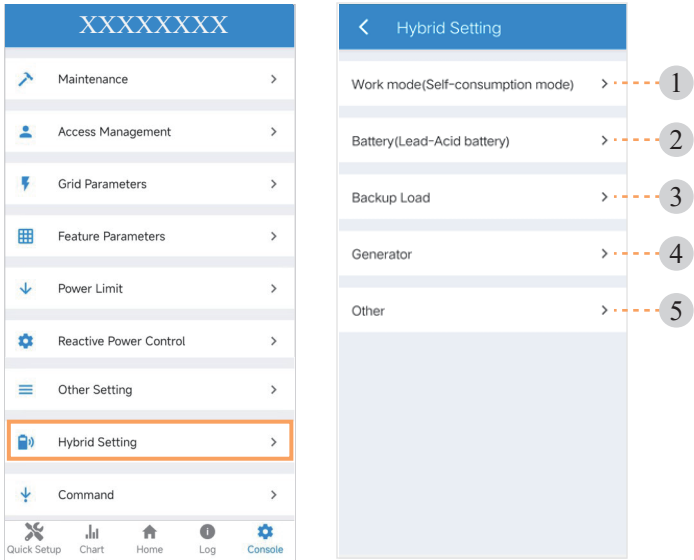 XXXXXXXX
Maintenance
Access Management
Grid Parameters
Feature Parameters
Power Limit
Reactive Power Control
Other Setting
Hybrid Setting
Command
Quick Setup Chart Home Log Console
Hybrid Setting
Work mode(Self-consumption mode) 1
Battery(Lead-Acid battery) 2
Backup Load 3
Generator 4
Other 5